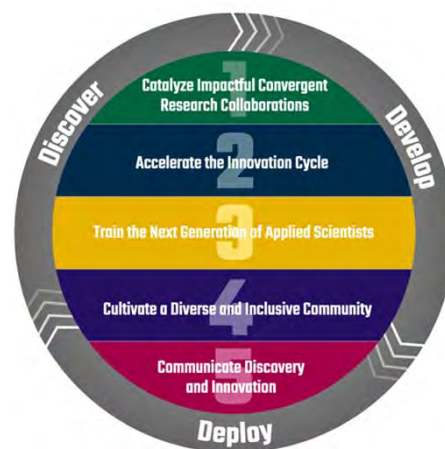 Discover
Develop
1
Catalyze Impactful Convergent
Research Collaborations
2
Accelerate the Innovation Cycle
3
Train the Next Generation of Applied Scientists
4
Cultivate a Diverse and Inclusive Community
5
Communicate Discovery
and Innovation
Deploy